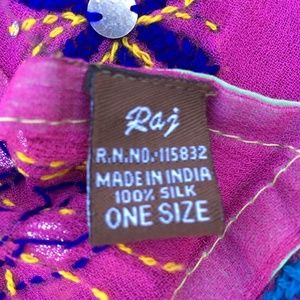 Raj
R.N.NO.-115832
MADE IN INDIA
100% SILK
ONE SIZE